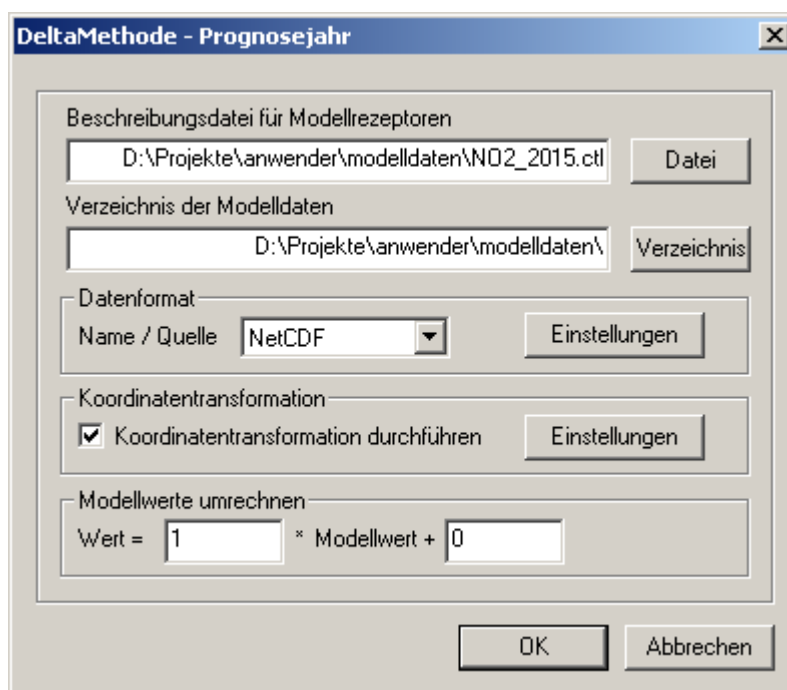 DeltaMethode - Prognosejahr
Beschreibungsdatei für Modellrezeptoren
D:\Projekte\anwender\modelldaten\NO2_2015.ctl Datei
Verzeichnis der Modelldaten
D:\Projekte\anwender\modelldaten\ Verzeichnis
Datenformat
Name / Quelle NetCDF Einstellungen
Koordinatentransformation
Koordinatentransformation durchführen Einstellungen
Modellwerte umrechnen
Wert = 1 * Modellwert + 0
OK Abbrechen